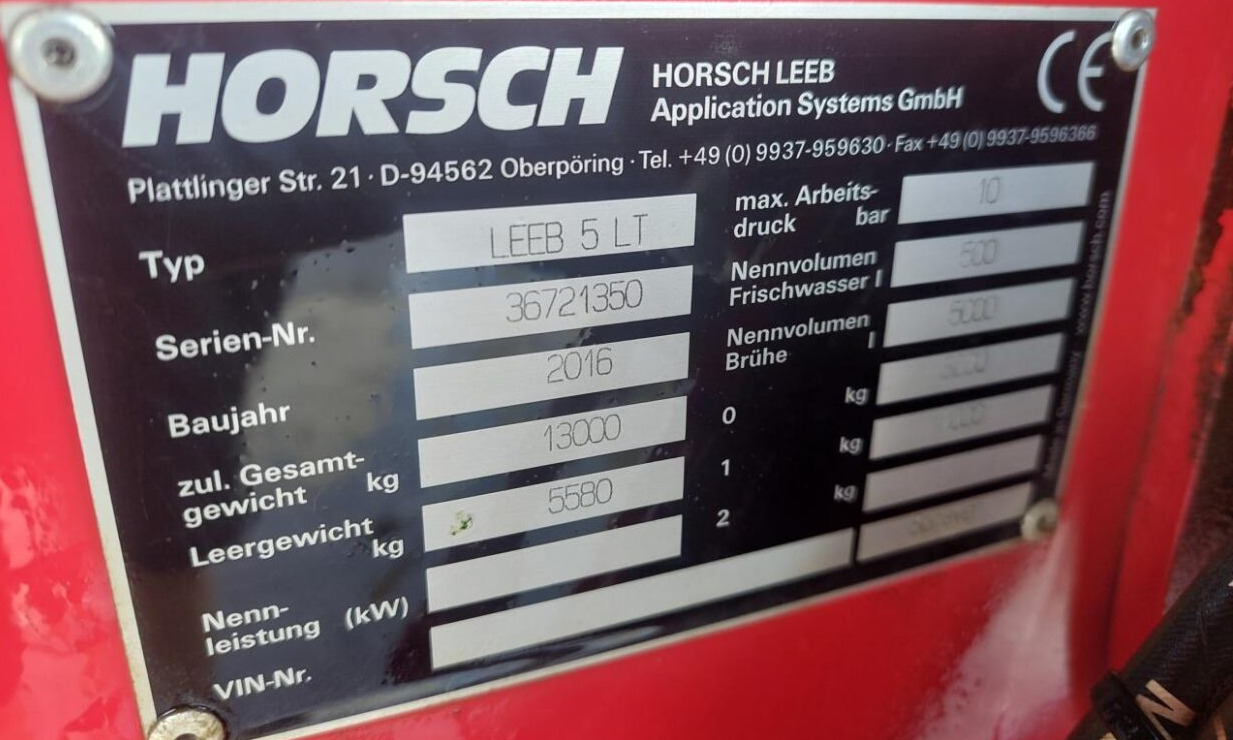 HORSCH
HORSCH LEEB
Application Systems GmbH
CE
Plattlinger Str. 21 · D-94562 Oberpöring · Tel. +49 (0) 9937-959630 · Fax +49 (0) 9937-9596366
Typ LEEB 5 LT
Serien-Nr. 36721350
Baujahr 2016
zul. Gesamt-
gewicht kg 13000
Leergewicht
kg 5580
Nenn-
leistung (kW)
VIN-Nr.
max. Arbeits-
druck bar 10
Nennvolumen
Frischwasser l 500
Nennvolumen
Brühe l 5000
0 kg
1 kg
2 kg
www.horsch.com